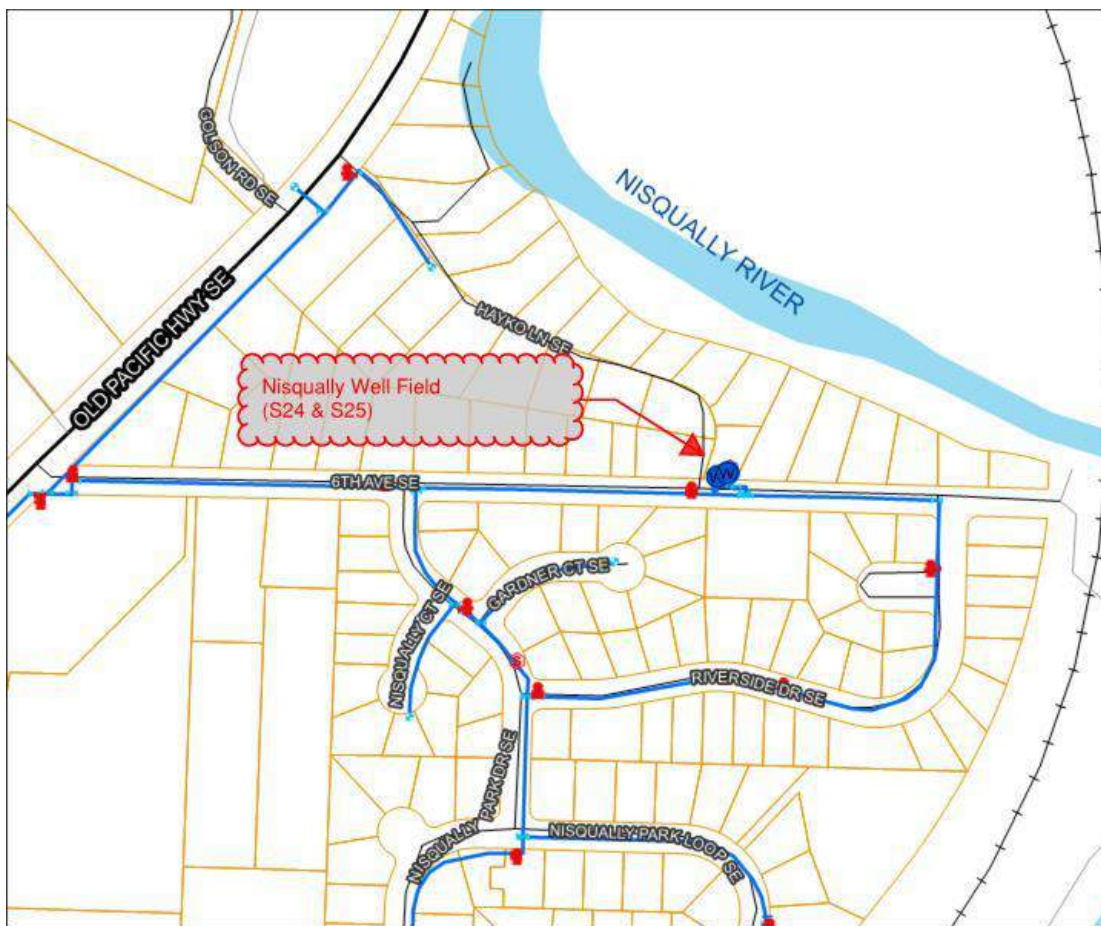 GOLSON RD SE
NISQUALLY RIVER
OLD PACIFIC HWY SE
HAYKO LN SE
Nisqually Well Field
(S24 & S25)
W W
6TH AVE SE
GARDNER CT SE
NISQUALLY CT SE
S
RIVERSIDE DR SE
NISQUALLY PARK DR SE
NISQUALLY PARK LOOP SE